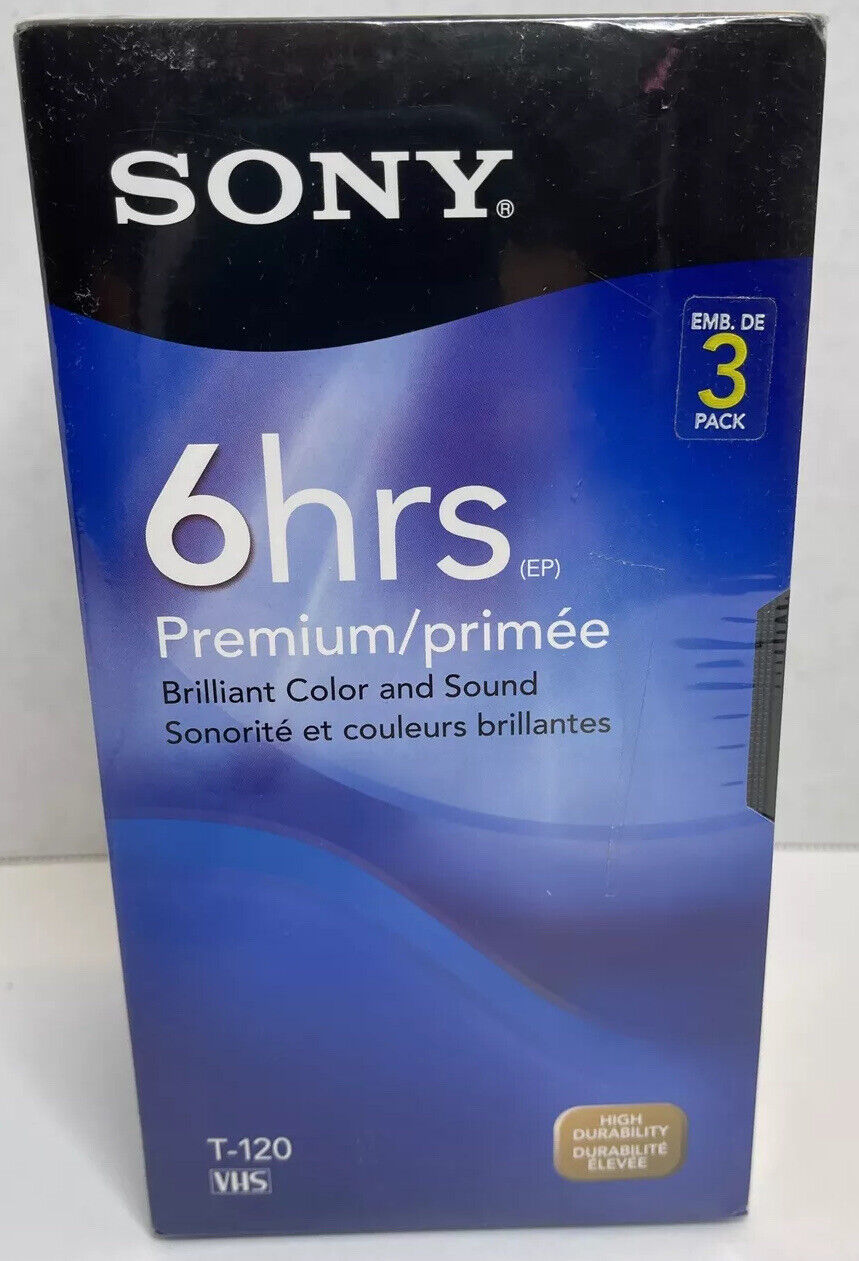 SONY®
EMB. DE
3
PACK
6hrs (EP)
Premium/primée
Brilliant Color and Sound
Sonorité et couleurs brillantes
T-120
VHS
HIGH
DURABILITY
DURABILITÉ
ÉLEVÉE